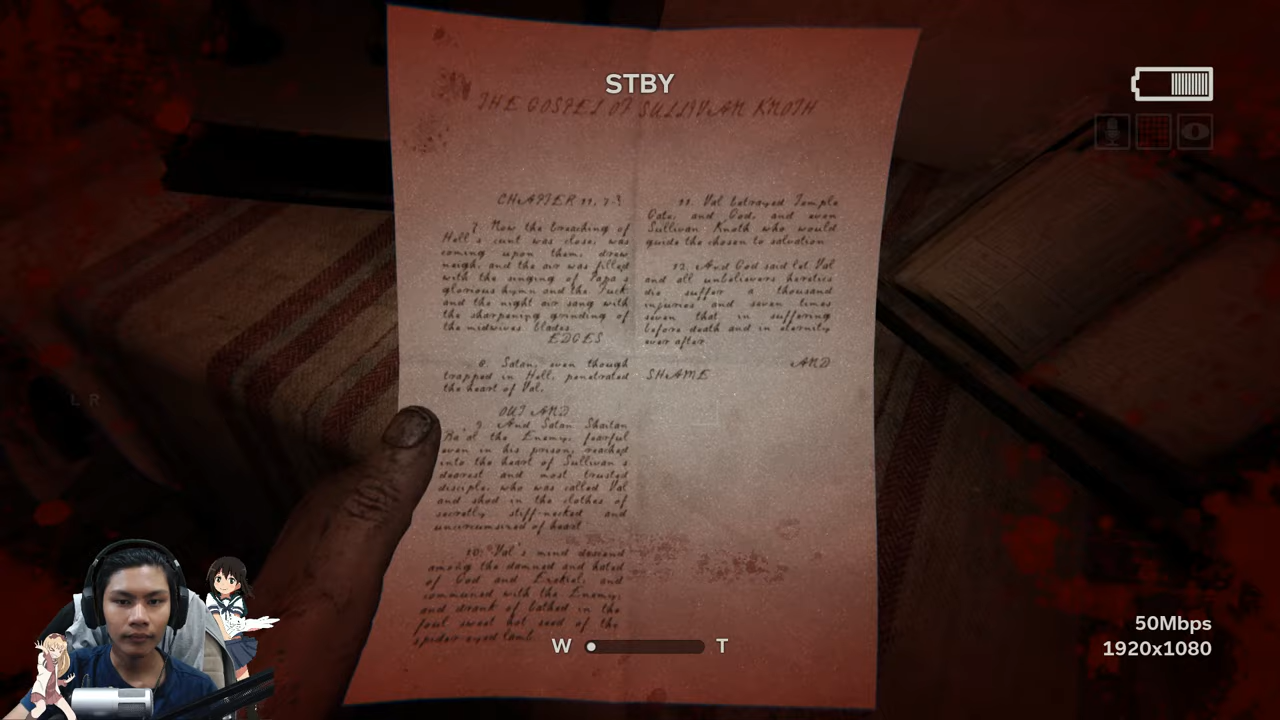 STBY
THE GOSPEL OF SULLIVAN KNOTH
CHAPTER 11, 7-
7. Now the breaching of
Hell's cunt was close, was
coming upon them, drew
neigh, and the air was filled
with the singing of Papa's
glorious hymn and the Fuck
and the night air sang with
the sharpening grinding of
the midwives blades.
EDGES
8. Satan, even though
trapped in Hell, penetrated
the heart of Val.
OUT AND
9. And Satan Shaitan
Ba'al the Enemy, fearful
even in his prison, reached
into the heart of Sullivan's
dearest and most trusted
disciple, who was called Val
and shod in the clothes of
secretly stiff-necked and
uncircumsized of heart
10. Val's mind descend
among the damned and hated
of God and Ezekiel, and
communed with the Enemy,
and drank of bathed in the
foul sweet hot seed of the
spider-eyed lamb.
11. Val betrayed Temple
Gate, and God, and even
Sullivan Knoth who would
guide the chosen to salvation
12. And God said let Val
and all unbelievers heretics
die suffer a thousand
injuries and seven times
seven that in suffering
before death and in eternity
ever after.
AND
SHAME
L R
W T
50Mbps
1920x1080